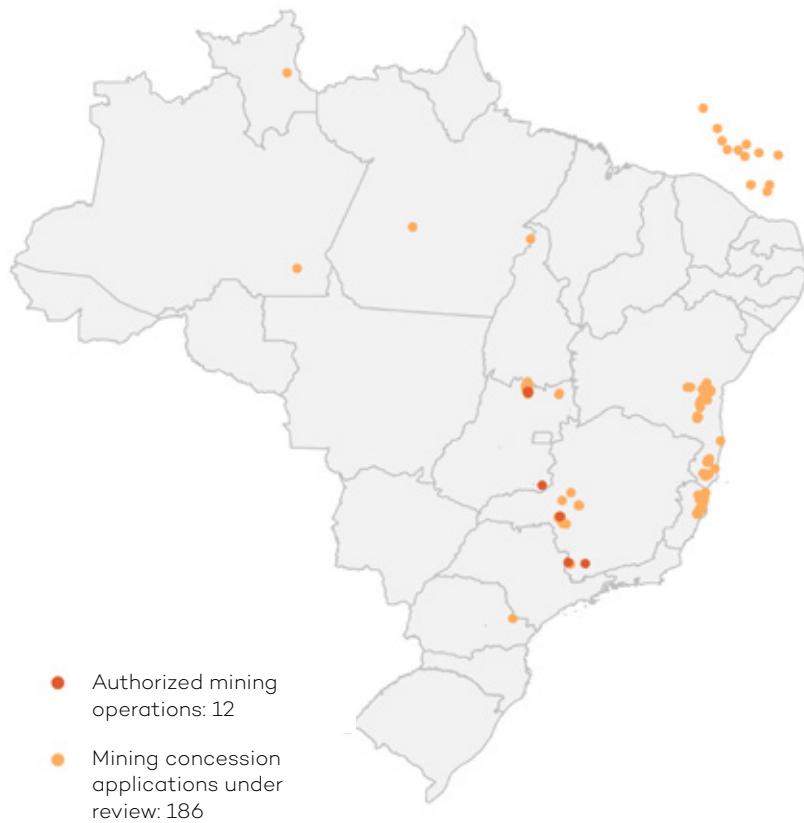 Authorized mining
operations: 12
Mining concession
applications under
review: 186